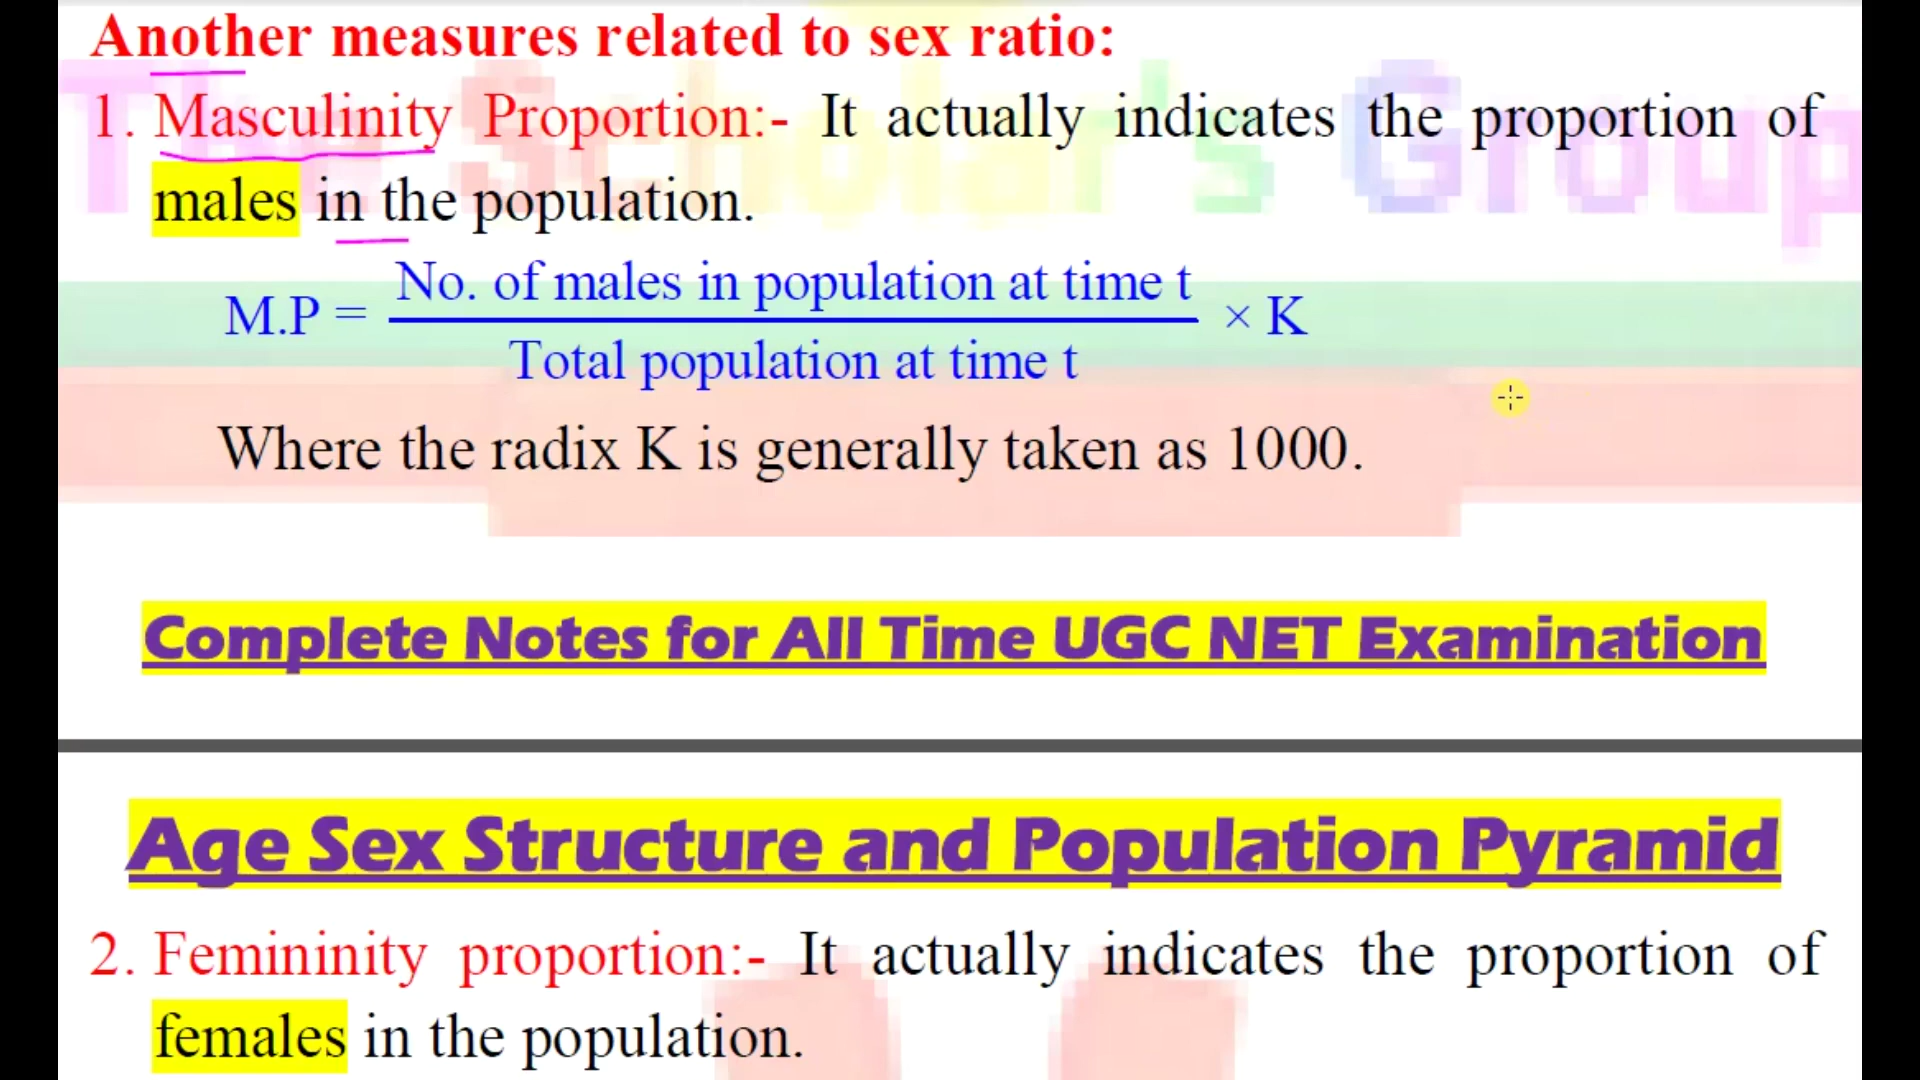 Another measures related to sex ratio:
1. Masculinity Proportion:- It actually indicates the proportion of
males in the population.
No. of males in population at time t
M.P = × K
Total population at time t
Where the radix K is generally taken as 1000.
The Scholar's Group
Complete Notes for All Time UGC NET Examination
Age Sex Structure and Population Pyramid
2. Femininity proportion:- It actually indicates the proportion of
females in the population.